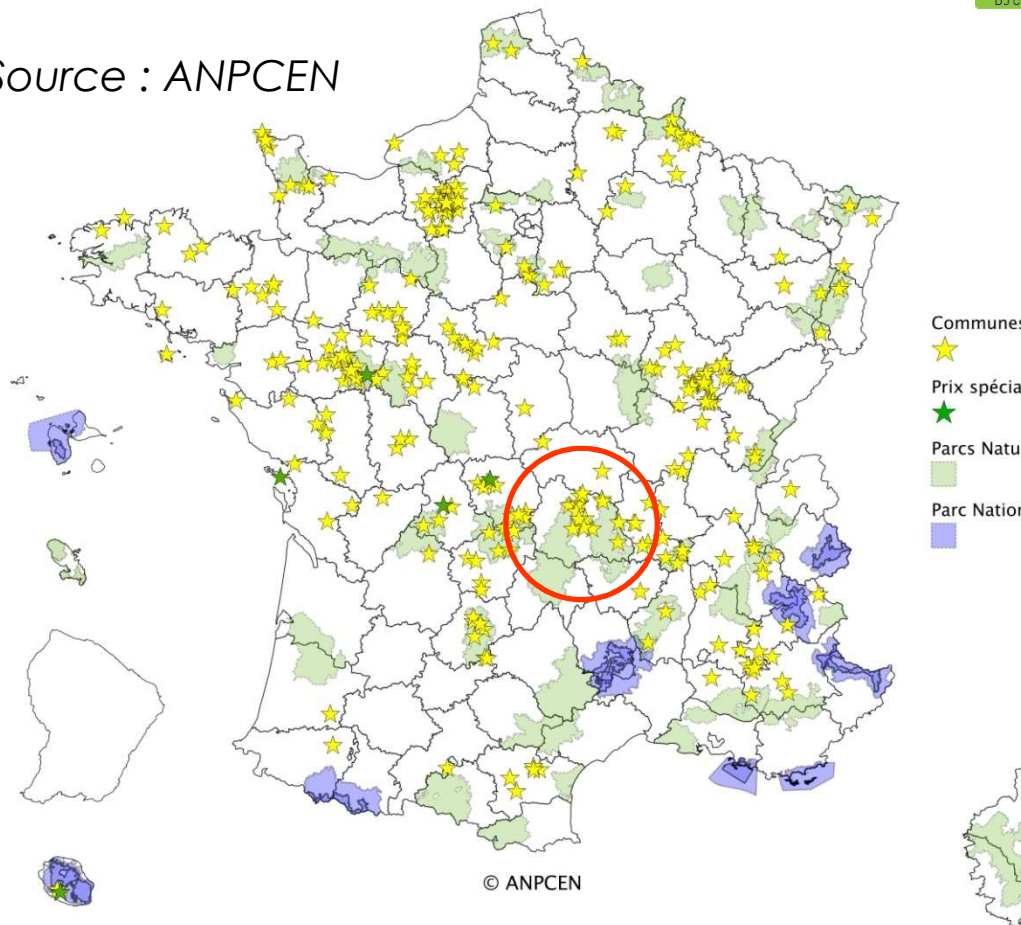 Source : ANPCEN
Communes
Prix spécia
Parcs Natu
Parc Nation
© ANPCEN